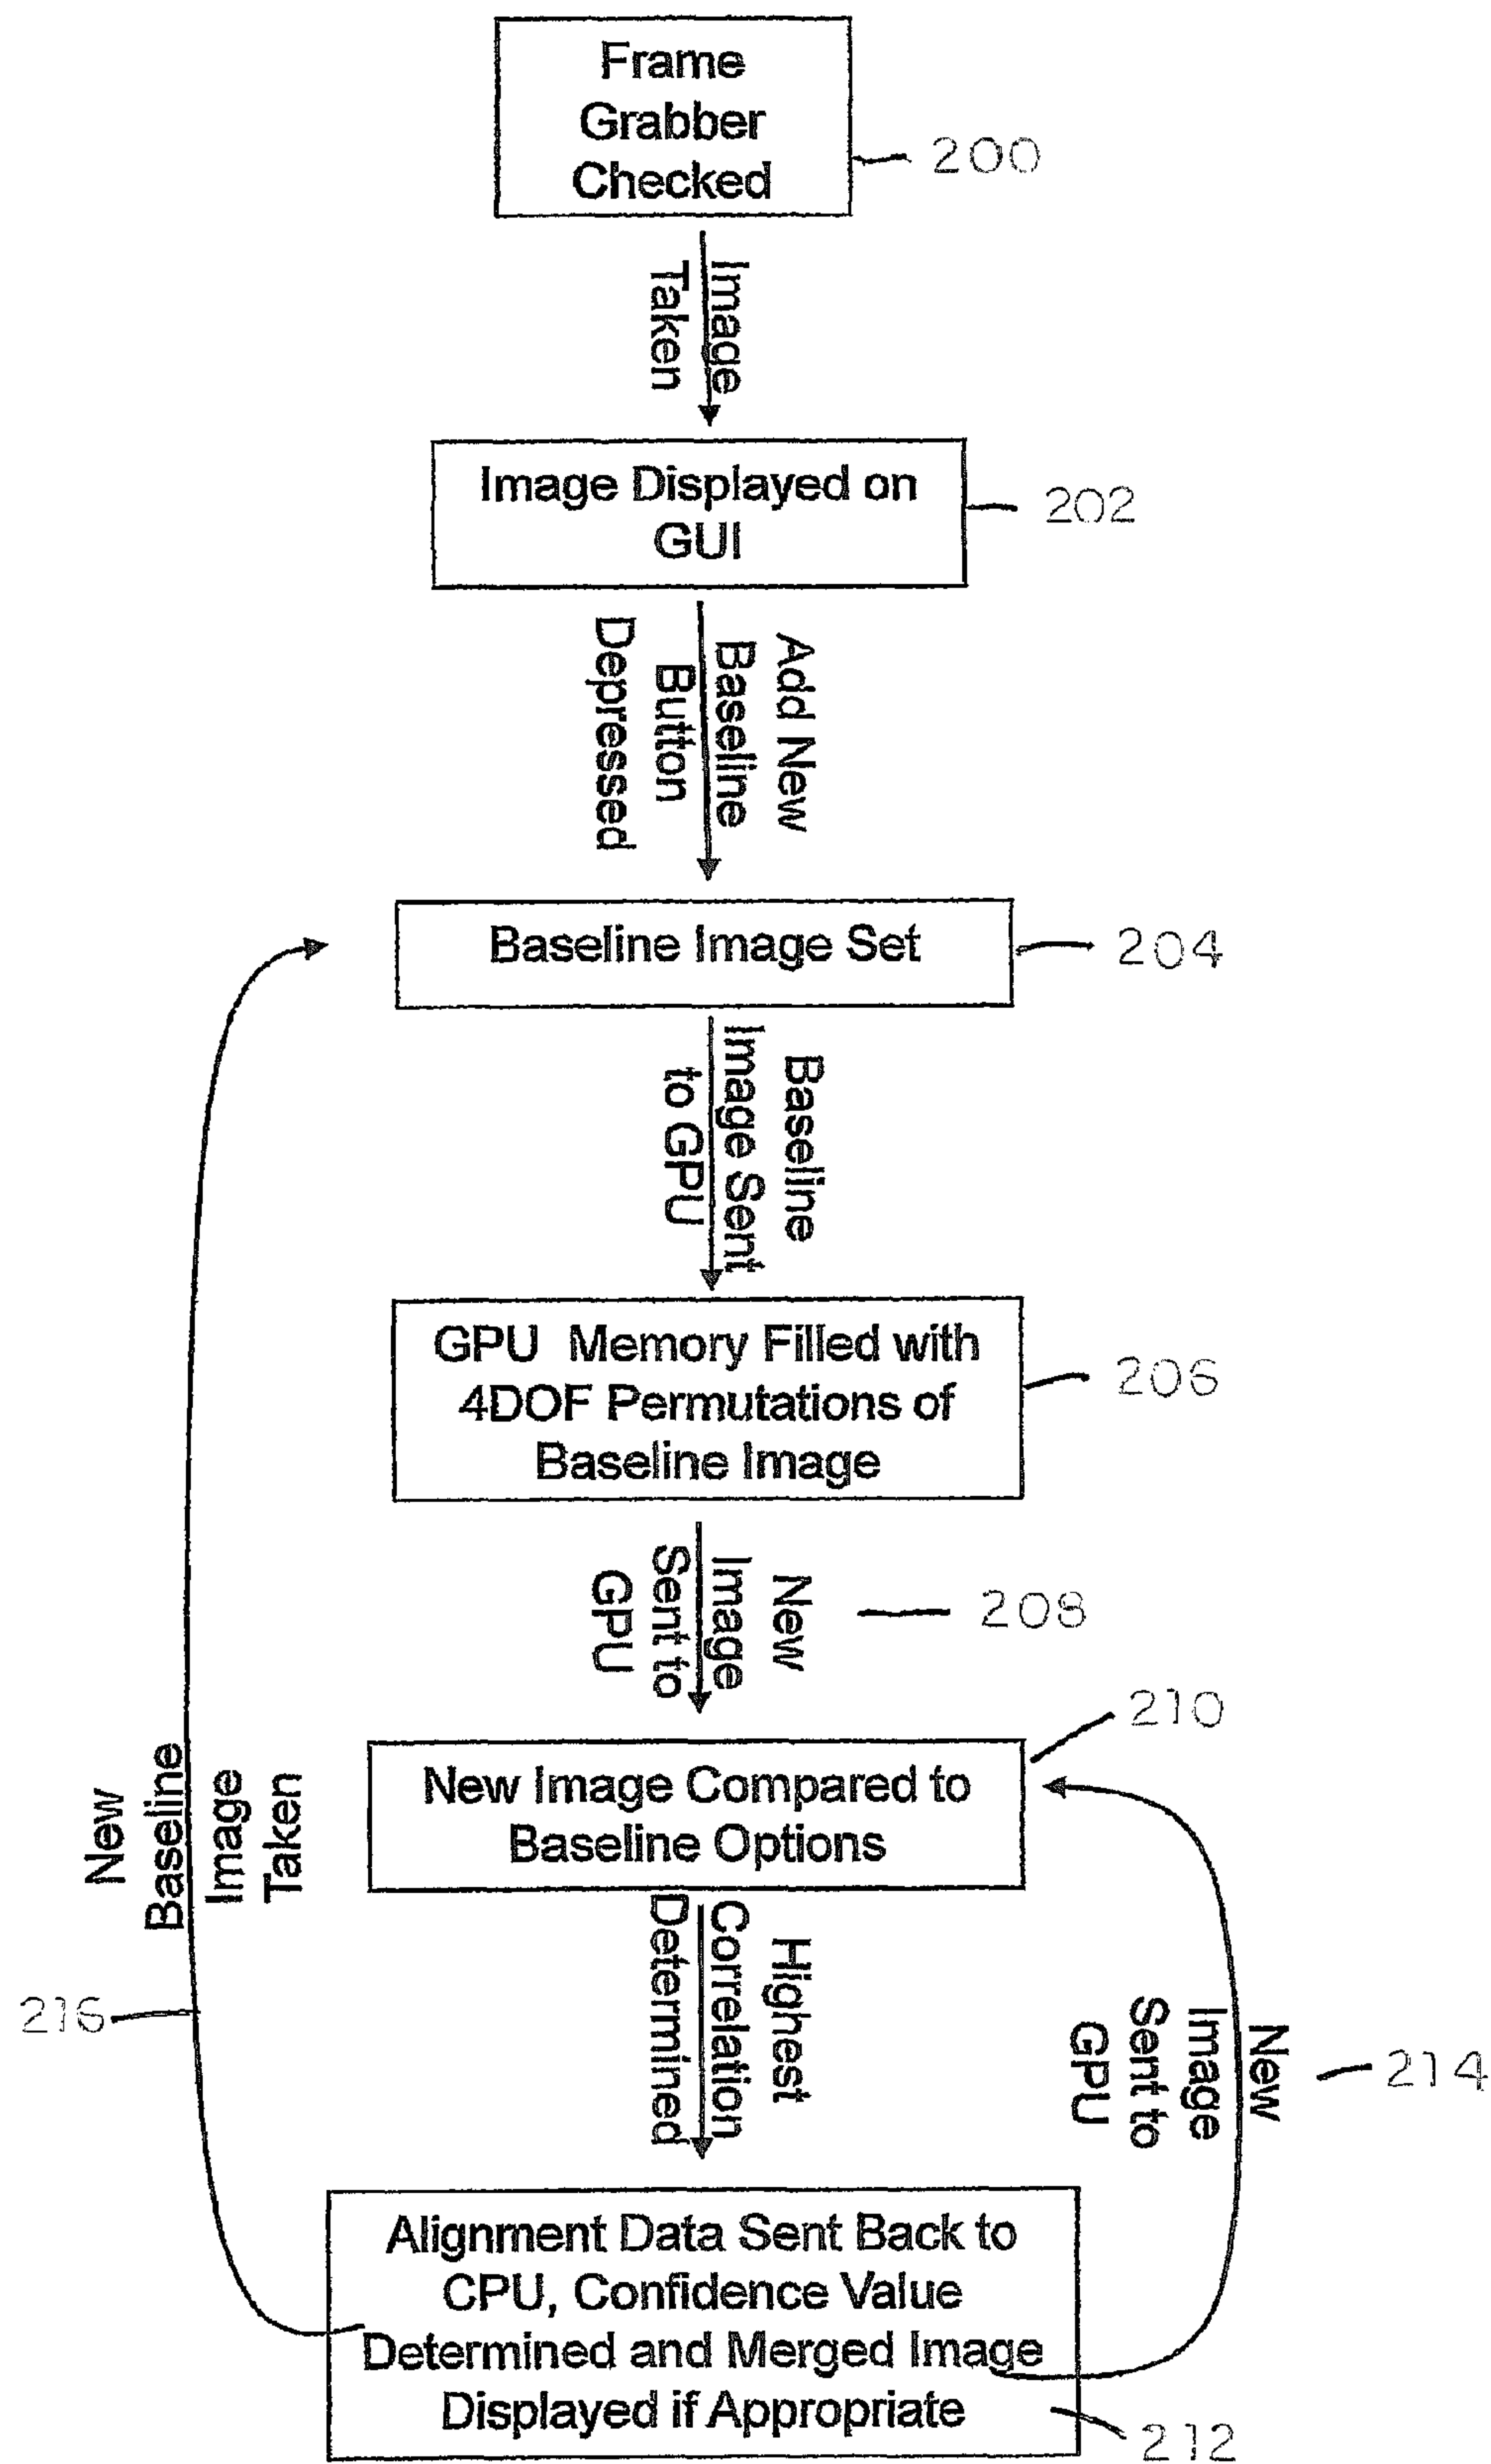 Frame
Grabber
Checked
200
Image
Taken
Image Displayed on
GUI
202
Add New
Baseline
Button
Depressed
Baseline Image Set
204
Baseline
Image Sent
to GPU
GPU Memory Filled with
4DOF Permutations of
Baseline Image
206
New
Image
Sent to
GPU
208
210
New Image Compared to
Baseline Options
New
Baseline
Image
Taken
216
Highest
Correlation
Determined
New
Image
Sent to
GPU
214
Alignment Data Sent Back to
CPU, Confidence Value
Determined and Merged Image
Displayed if Appropriate
212